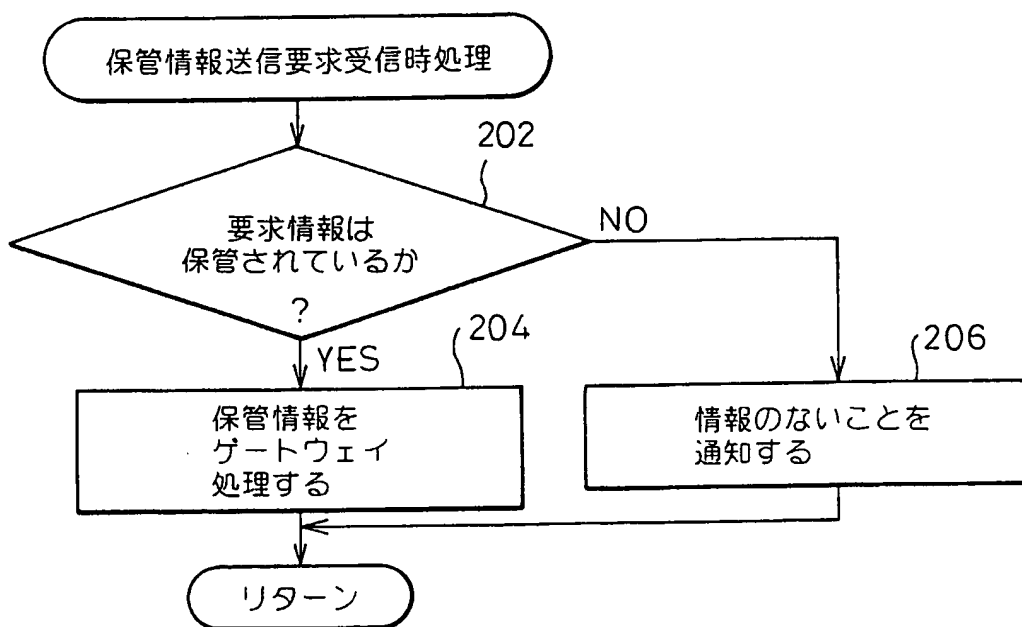 保管情報送信要求受信時処理
202
要求情報は
保管されているか
?
NO
YES
204
206
保管情報を
ゲートウェイ
処理する
情報のないことを
通知する
リターン